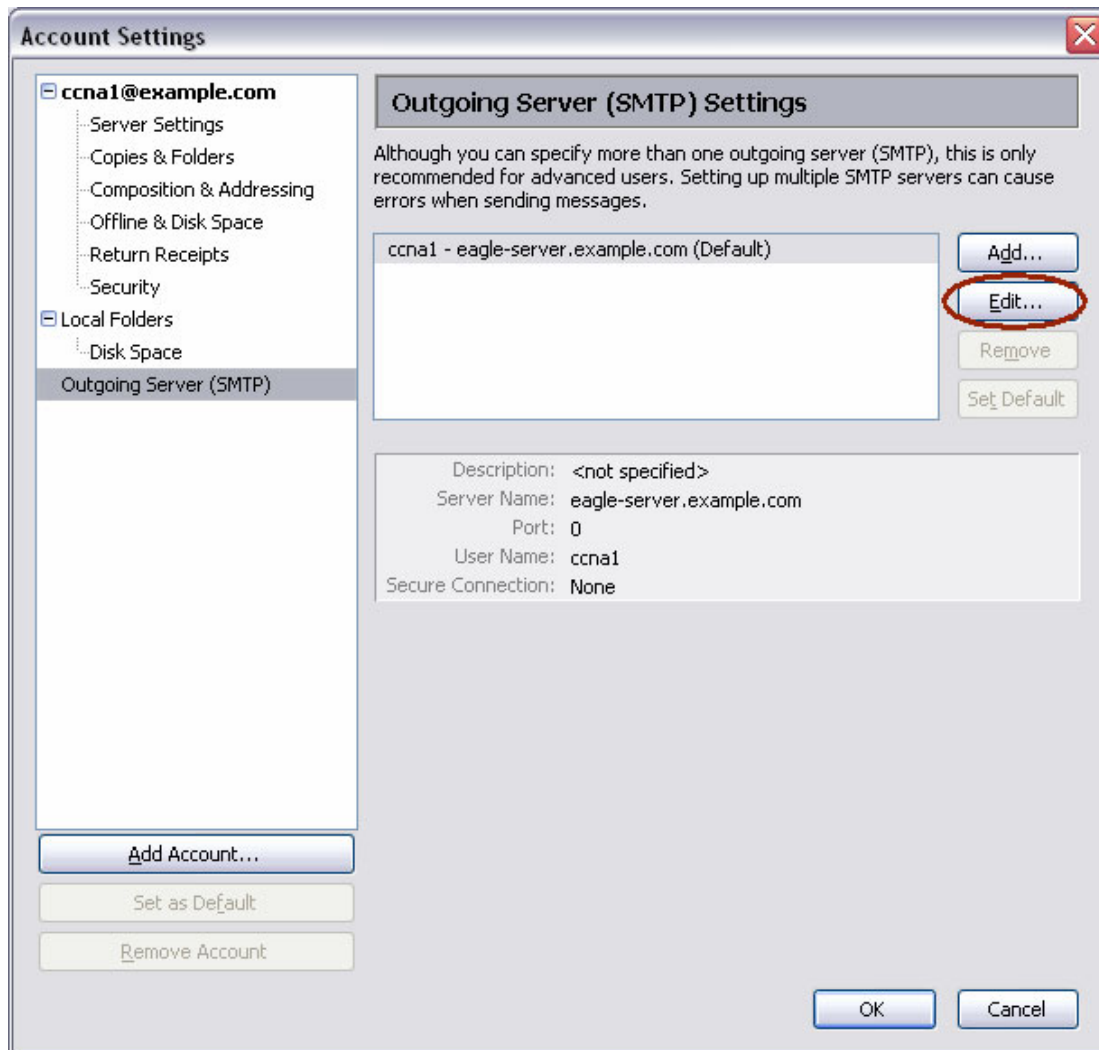 Account Settings
ccna1@example.com
Server Settings
Copies & Folders
Composition & Addressing
Offline & Disk Space
Return Receipts
Security
Local Folders
Disk Space
Outgoing Server (SMTP)
Add Account...
Set as Default
Remove Account
Outgoing Server (SMTP) Settings
Although you can specify more than one outgoing server (SMTP), this is only
recommended for advanced users. Setting up multiple SMTP servers can cause
errors when sending messages.
ccna1 - eagle-server.example.com (Default)
Add...
Edit...
Remove
Set Default
Description: <not specified>
Server Name: eagle-server.example.com
Port: 0
User Name: ccna1
Secure Connection: None
OK
Cancel